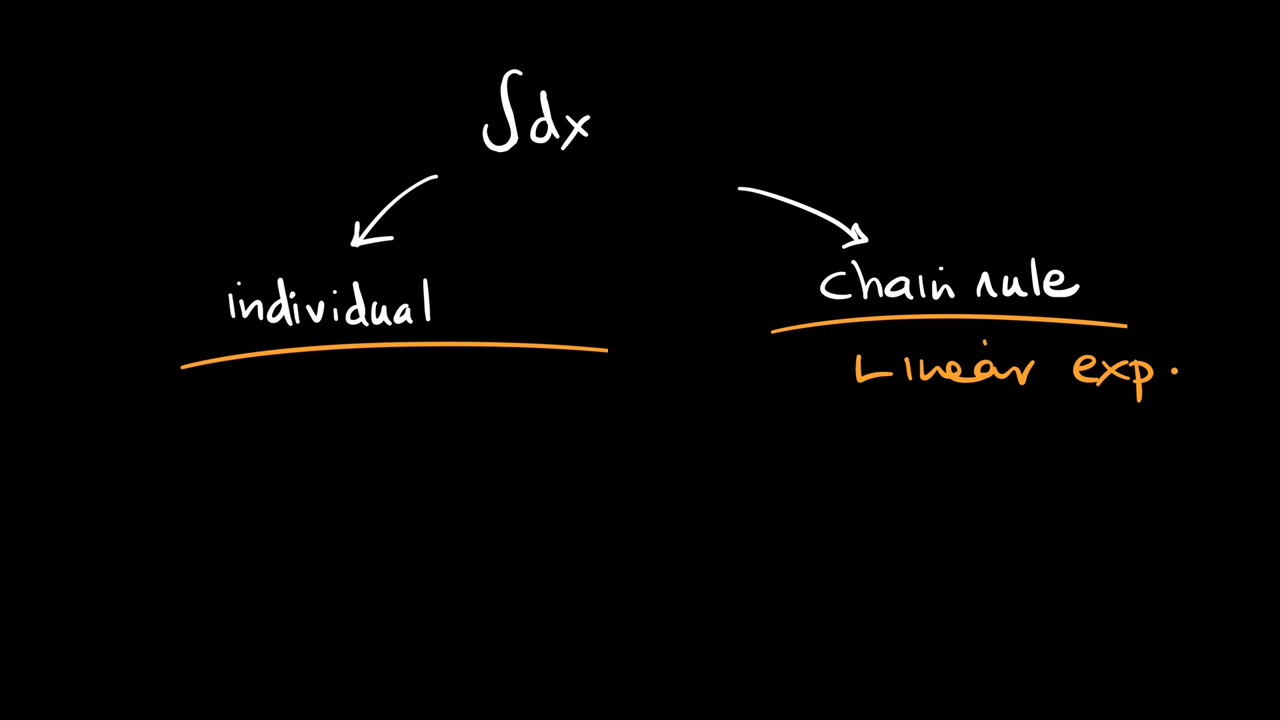 ∫dx
individual
chain rule
Linear exp.